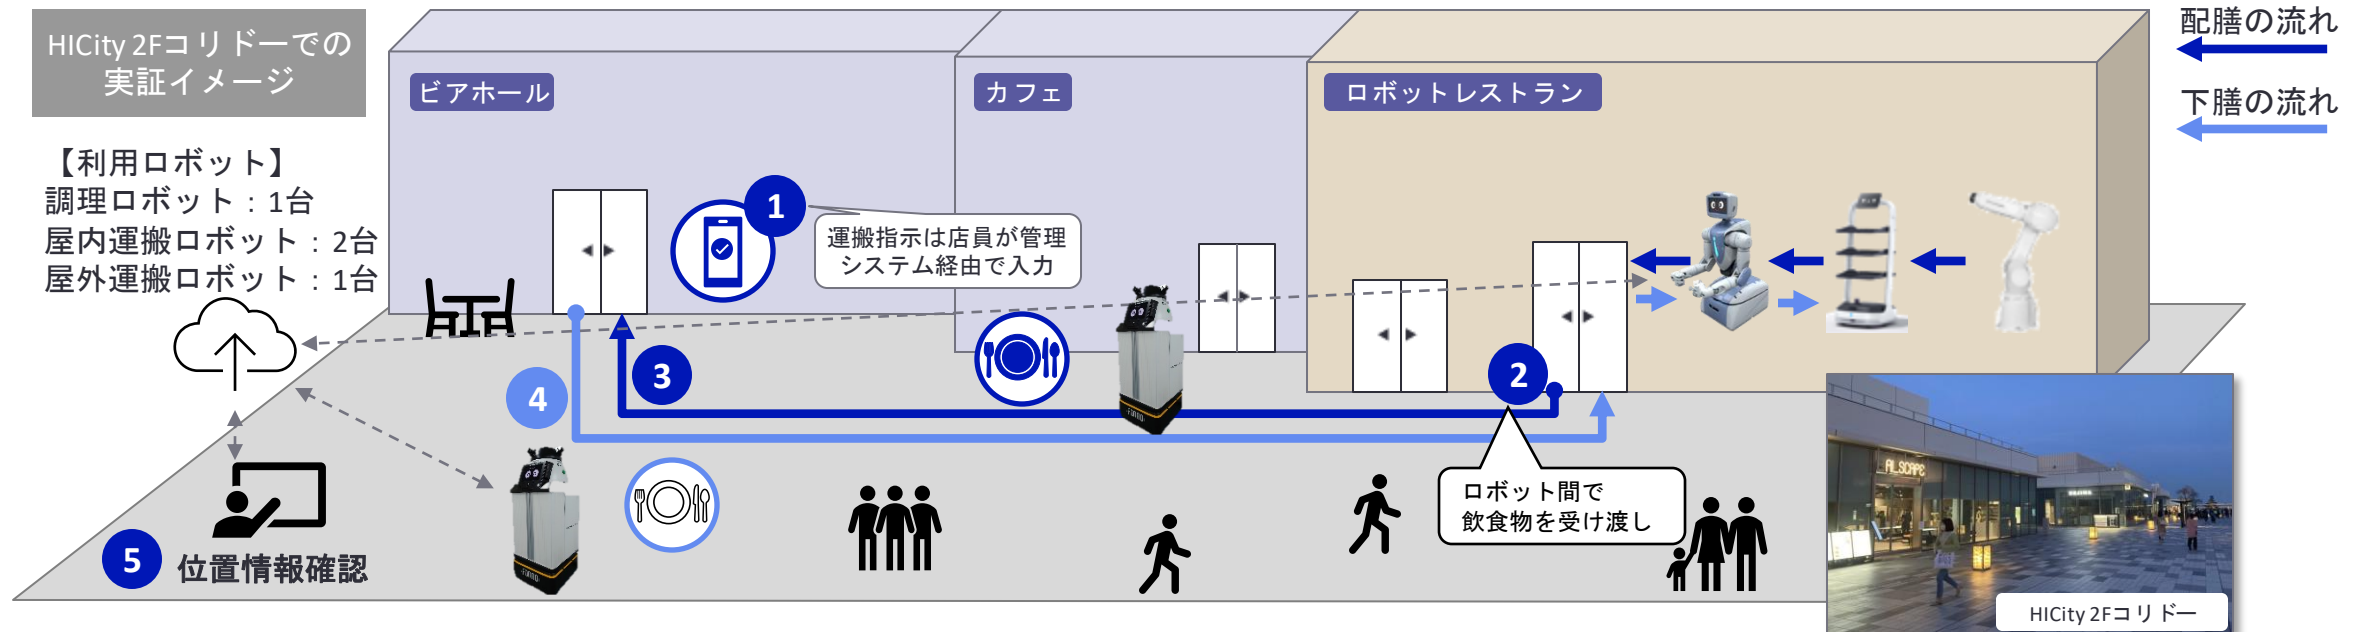 HICity 2Fコリドーでの
実証イメージ
【利用ロボット】
調理ロボット：1台
屋内運搬ロボット：2台
屋外運搬ロボット：1台
ビアホール
カフェ
ロボットレストラン
配膳の流れ
下膳の流れ
1
運搬指示は店員が管理
システム経由で入力
2
ロボット間で
飲食物を受け渡し
3
4
5
位置情報確認
AL_SCAPE
HICity 2Fコリドー